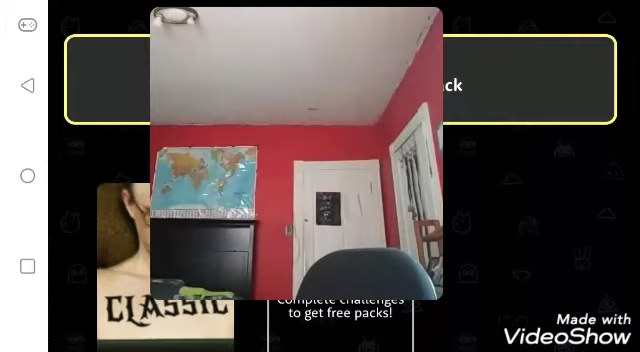 ck
CLASSIC
Complete challenges
to get free packs!
Made with
VideoShow